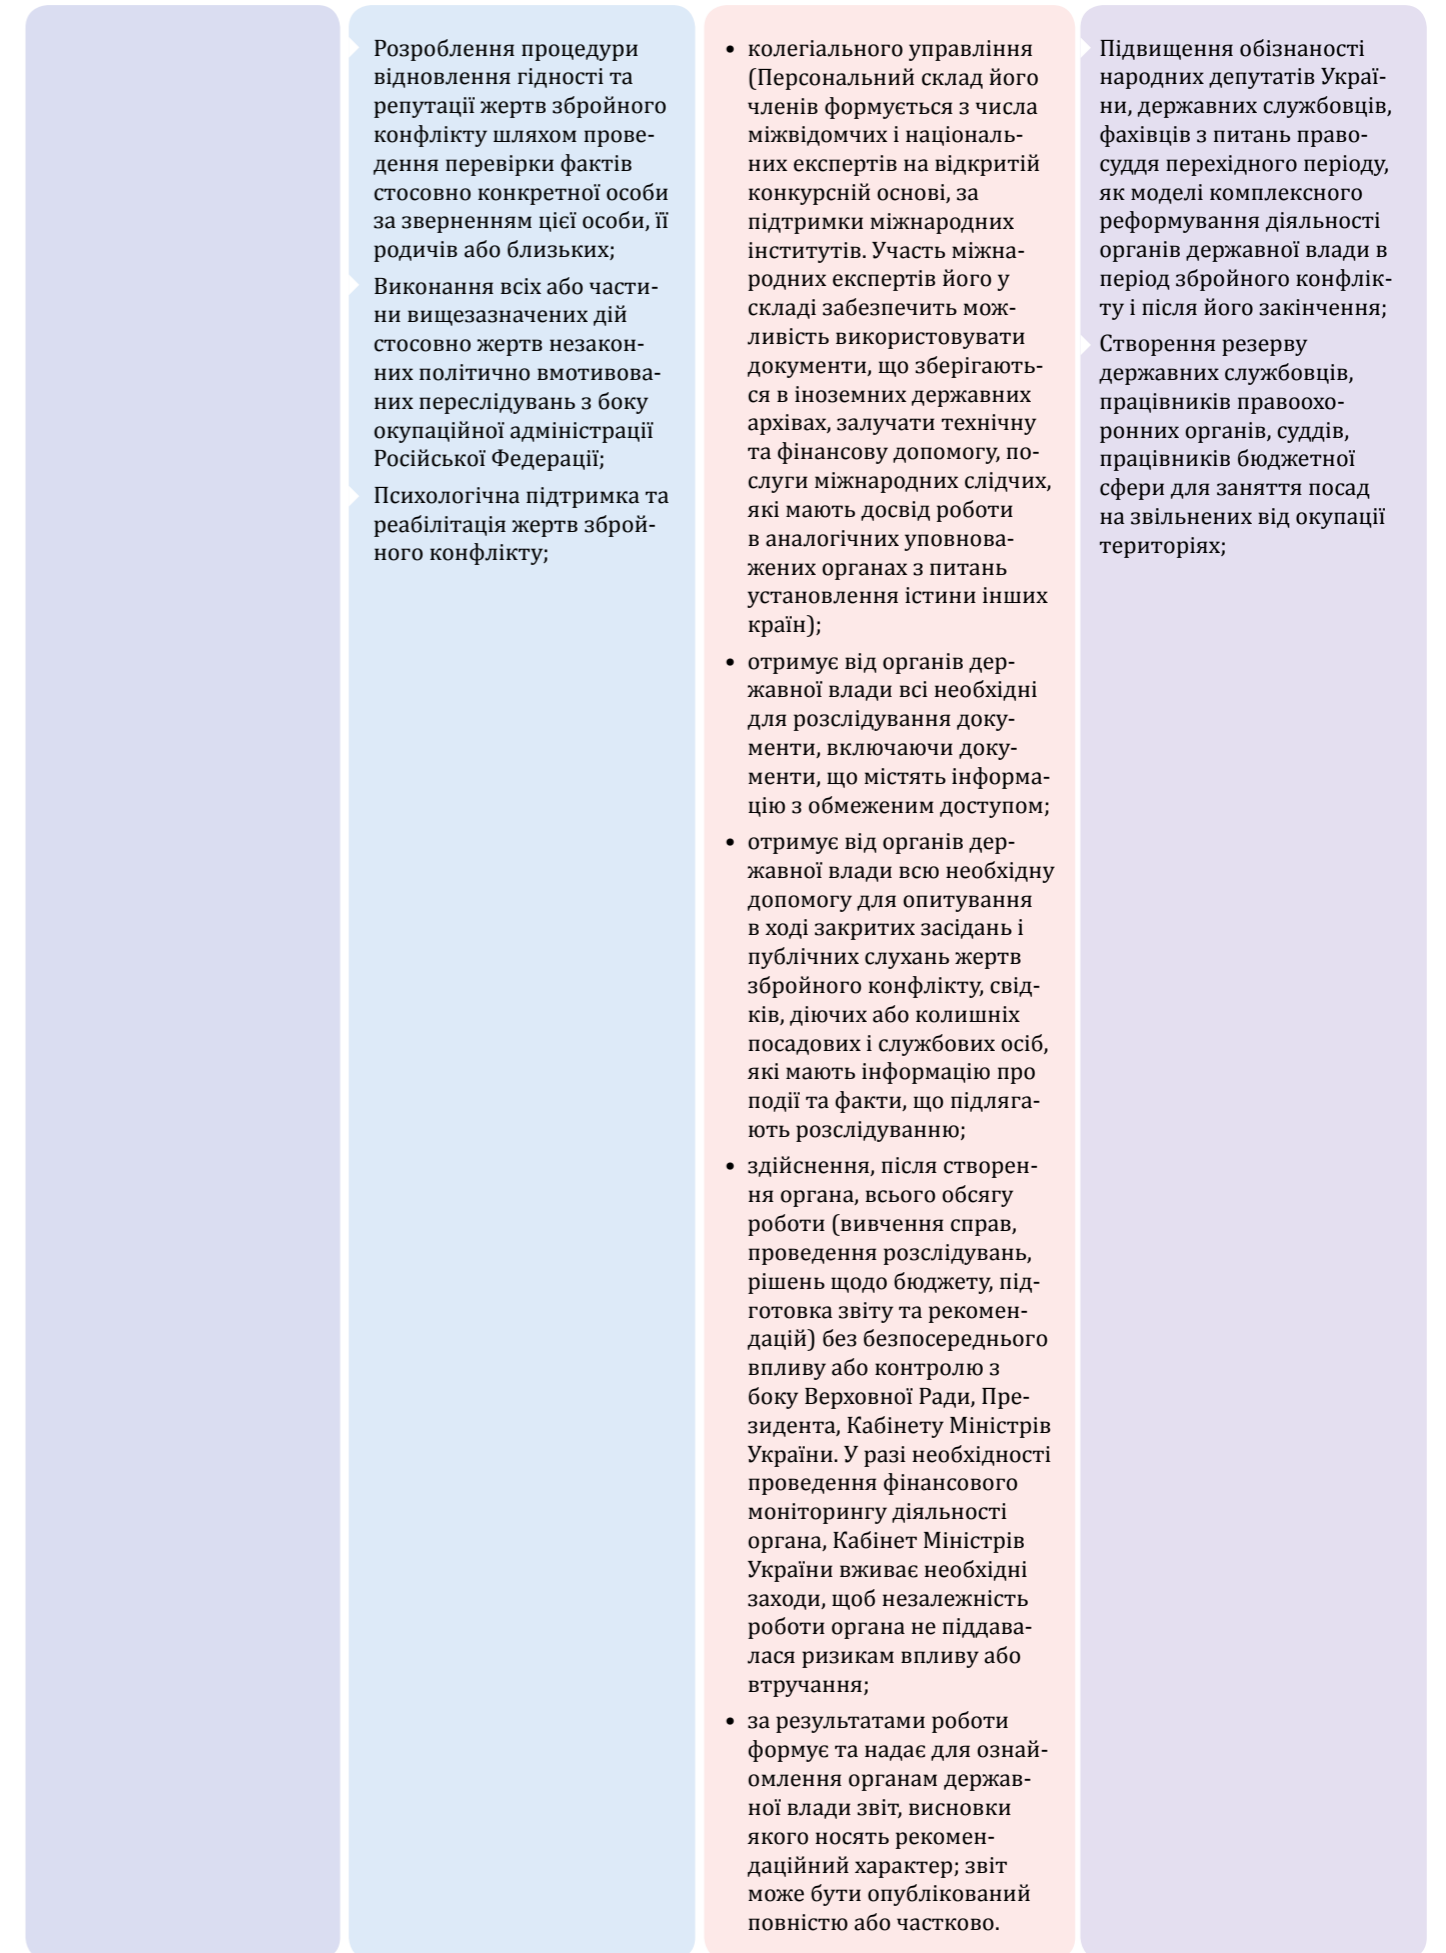 Розроблення процедури
відновлення гідності та
репутації жертв збройного
конфлікту шляхом прове-
дення перевірки фактів
стосовно конкретної особи
за зверненням цієї особи, її
родичів або близьких;
Виконання всіх або части-
ни вищезазначених дій
стосовно жертв незакон-
них політично вмотивова-
них переслідувань з боку
окупаційної адміністрації
Російської Федерації;
Психологічна підтримка та
реабілітація жертв зброй-
ного конфлікту;
• колегіального управління
(Персональний склад його
членів формується з числа
міжвідомчих і національ-
них експертів на відкритій
конкурсній основі, за
підтримки міжнародних
інститутів. Участь міжна-
родних експертів його у
складі забезпечить мож-
ливість використовувати
документи, що зберігають-
ся в іноземних державних
архівах, залучати технічну
та фінансову допомогу, по-
слуги міжнародних слідчих,
які мають досвід роботи
в аналогічних уповнова-
жених органах з питань
установлення істини інших
країн);
• отримує від органів дер-
жавної влади всі необхідні
для розслідування доку-
менти, включаючи доку-
менти, що містять інформа-
цію з обмеженим доступом;
• отримує від органів дер-
жавної влади всю необхідну
допомогу для опитування
в ході закритих засідань і
публічних слухань жертв
збройного конфлікту, свід-
ків, діючих або колишніх
посадових і службових осіб,
які мають інформацію про
події та факти, що підляга-
ють розслідуванню;
• здійснення, після створен-
ня органа, всього обсягу
роботи (вивчення справ,
проведення розслідувань,
рішень щодо бюджету, під-
готовка звіту та рекомен-
дацій) без безпосереднього
впливу або контролю з
боку Верховної Ради, Пре-
зидента, Кабінету Міністрів
України. У разі необхідності
проведення фінансового
моніторингу діяльності
органа, Кабінет Міністрів
України вживає необхідні
заходи, щоб незалежність
роботи органа не піддава-
лася ризикам впливу або
втручання;
• за результатами роботи
формує та надає для ознай-
омлення органам держав-
ної влади звіт, висновки
якого носять рекомен-
даційний характер; звіт
може бути опублікований
повністю або частково.
Підвищення обізнаності
народних депутатів Украї-
ни, державних службовців,
фахівців з питань право-
суддя перехідного періоду,
як моделі комплексного
реформування діяльності
органів державної влади в
період збройного конфлік-
ту і після його закінчення;
Створення резерву
державних службовців,
працівників правоохо-
ронних органів, суддів,
працівників бюджетної
сфери для заняття посад
на звільнених від окупації
територіях;